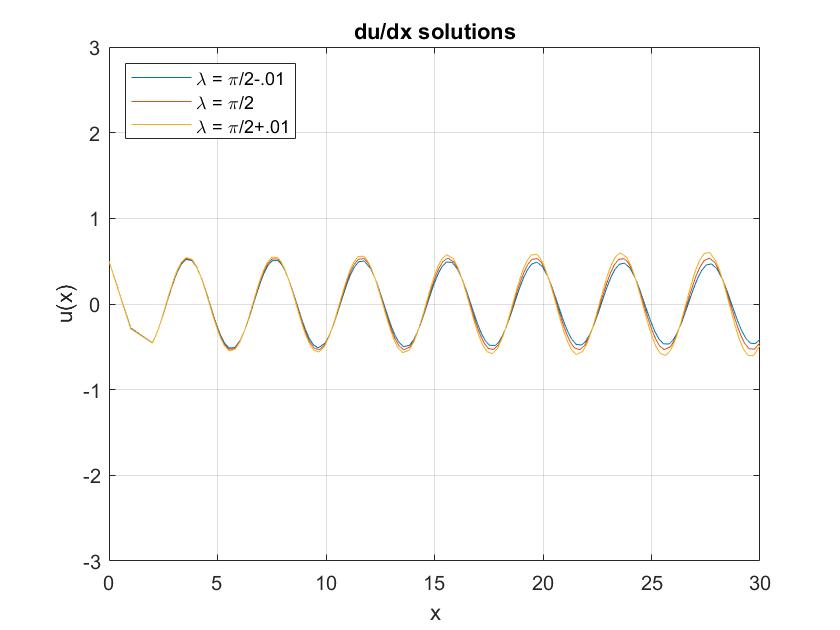 du/dx solutions
3
2
1
0
-1
-2
-3
u(x)
λ = π/2-.01
λ = π/2
λ = π/2+.01
0 5 10 15 20 25 30
x